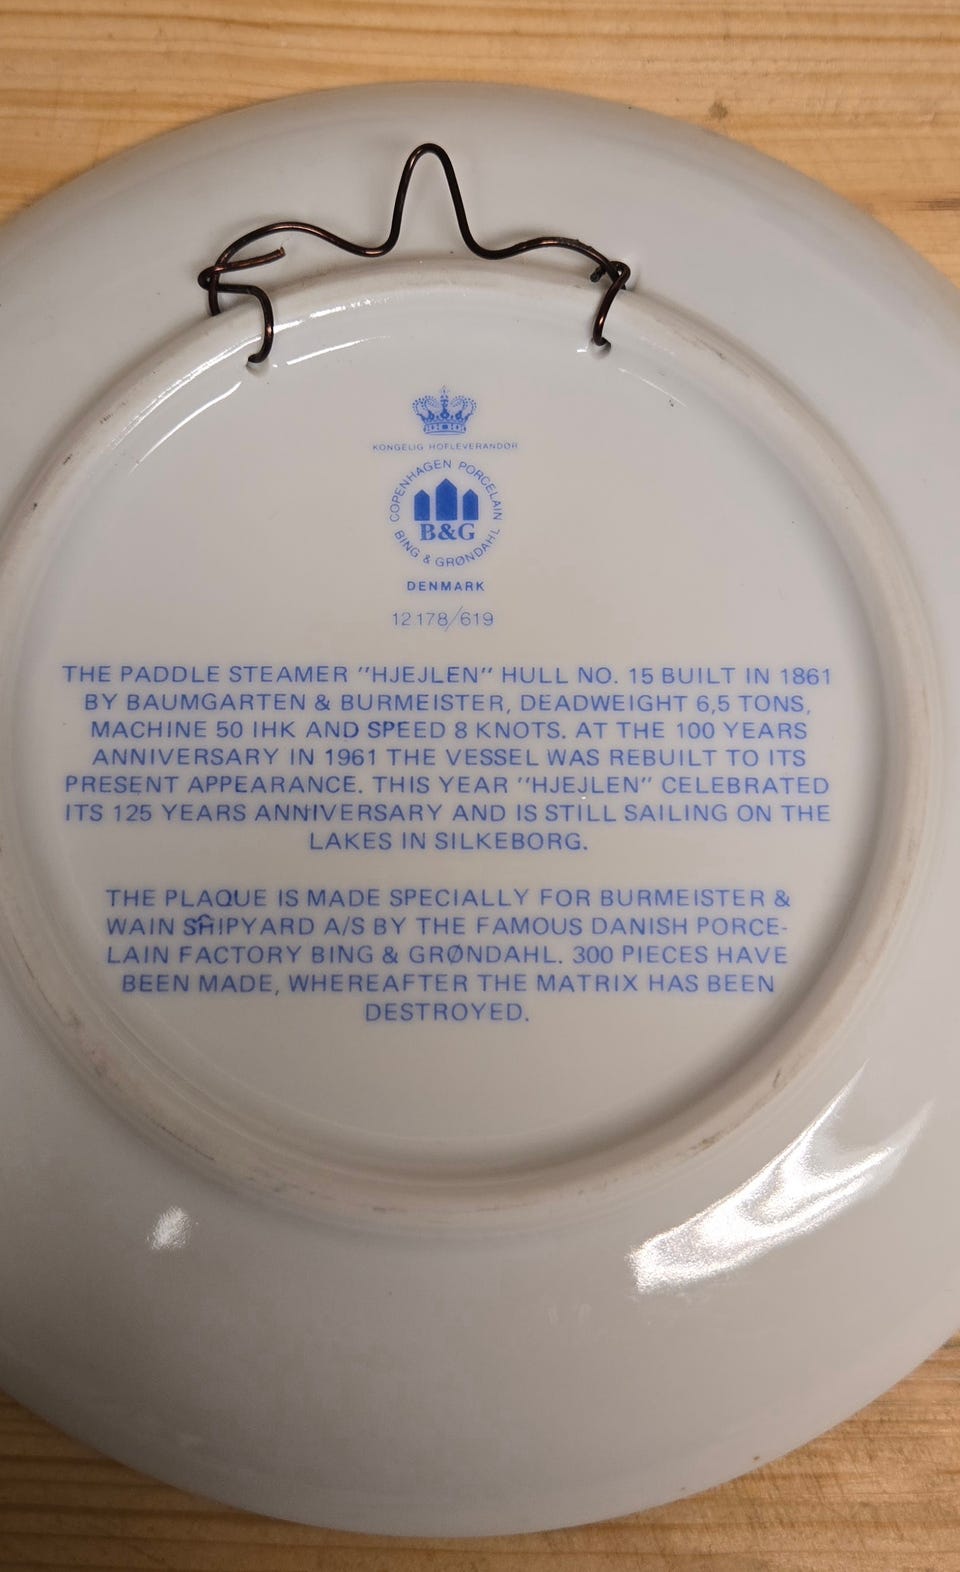 KONGELIG HOFLEVERANDØR
COPENHAGEN PORCELAIN
B&G
BING & GRØNDAHL
DENMARK
12.178/619
THE PADDLE STEAMER "HJEJLEN" HULL NO. 15 BUILT IN 1861
BY BAUMGARTEN & BURMEISTER, DEADWEIGHT 6,5 TONS,
MACHINE 50 IHK AND SPEED 8 KNOTS. AT THE 100 YEARS
ANNIVERSARY IN 1961 THE VESSEL WAS REBUILT TO ITS
PRESENT APPEARANCE. THIS YEAR "HJEJLEN" CELEBRATED
ITS 125 YEARS ANNIVERSARY AND IS STILL SAILING ON THE
LAKES IN SILKEBORG.
THE PLAQUE IS MADE SPECIALLY FOR BURMEISTER &
WAIN SHIPYARD A/S BY THE FAMOUS DANISH PORCE-
LAIN FACTORY BING & GRØNDAHL. 300 PIECES HAVE
BEEN MADE, WHEREAFTER THE MATRIX HAS BEEN
DESTROYED.